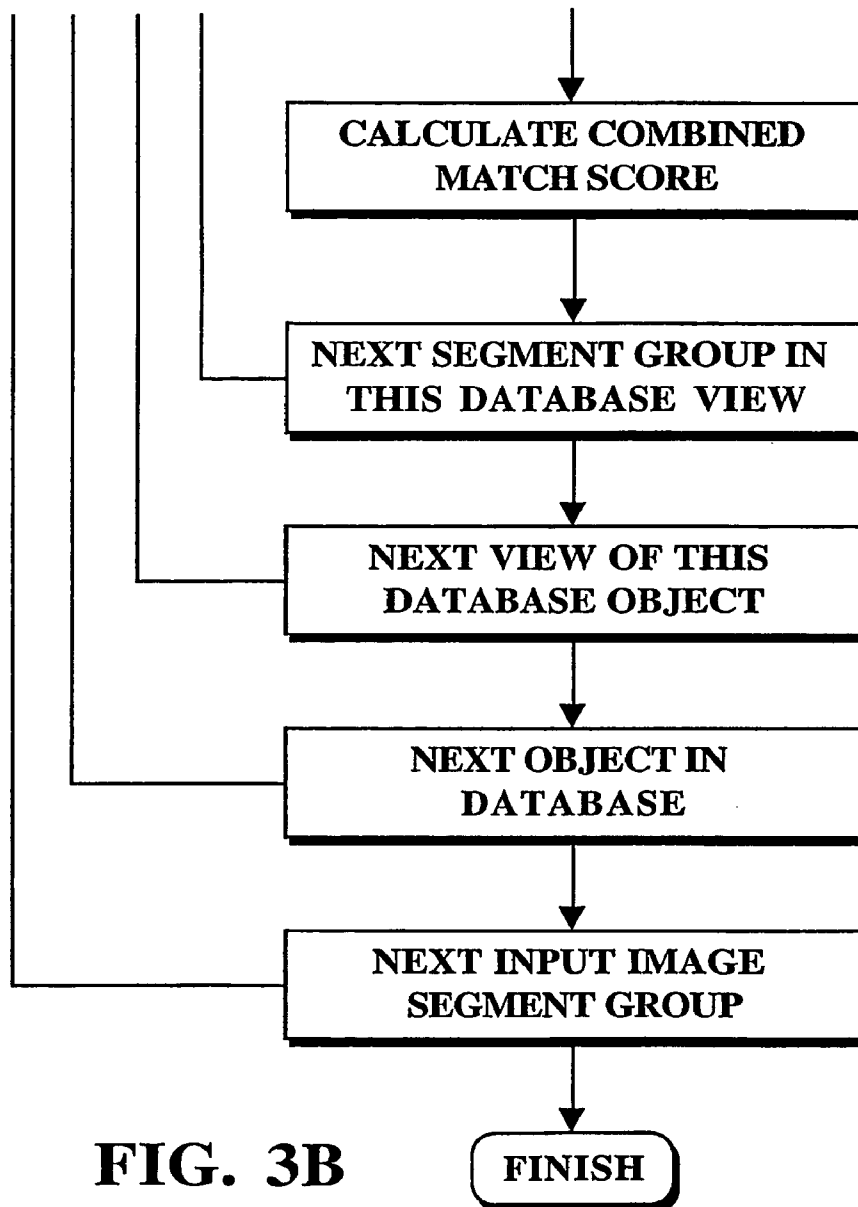 CALCULATE COMBINED
MATCH SCORE
NEXT SEGMENT GROUP IN
THIS DATABASE VIEW
NEXT VIEW OF THIS
DATABASE OBJECT
NEXT OBJECT IN
DATABASE
NEXT INPUT IMAGE
SEGMENT GROUP
FIG. 3B
FINISH